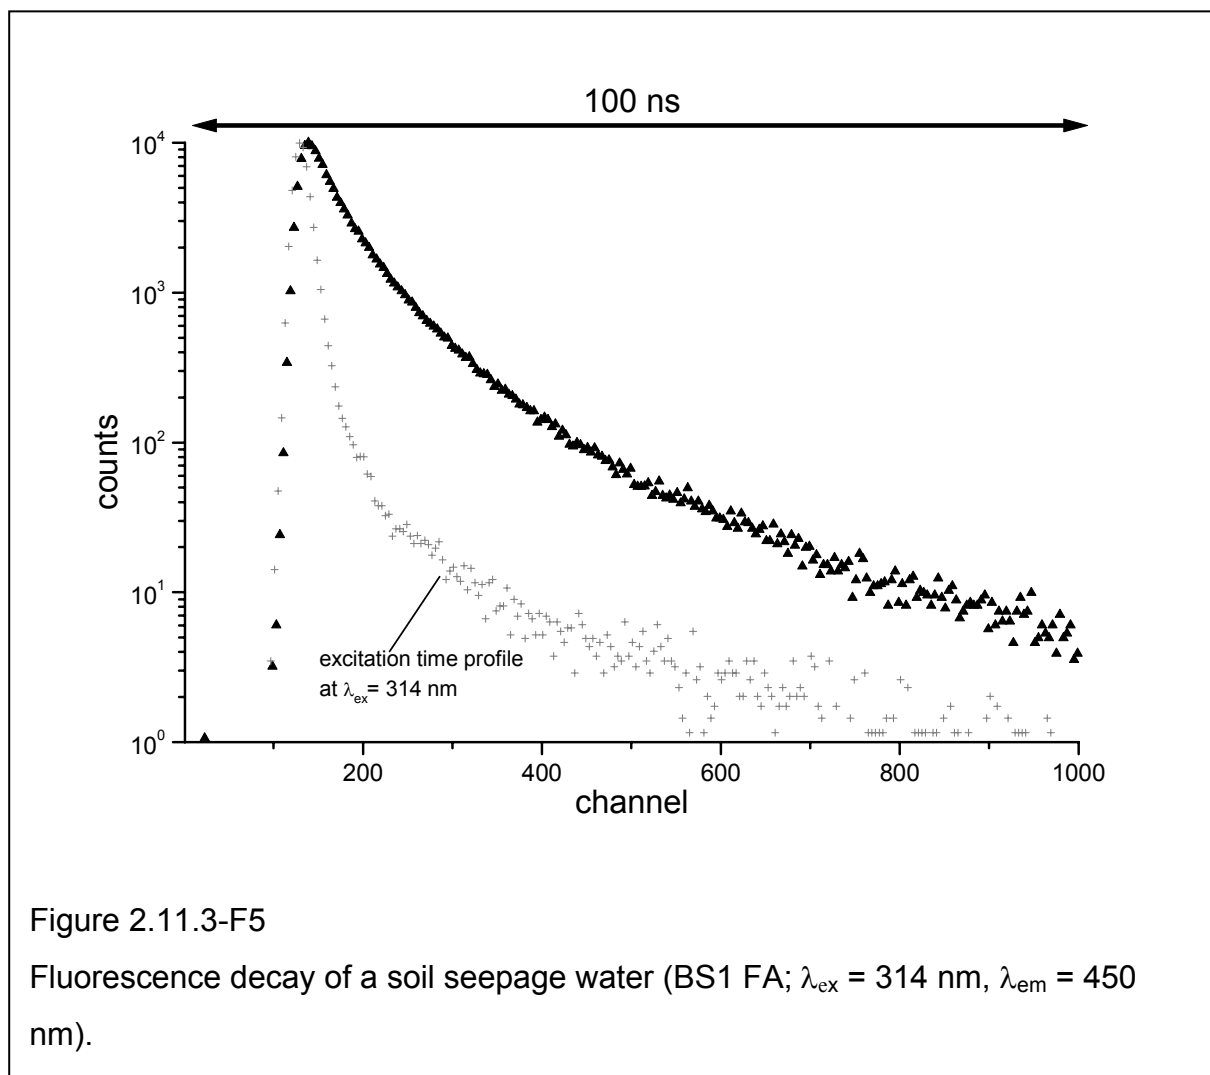 100 ns
10⁴
10³
10²
10¹
10⁰
counts
excitation time profile
at λex= 314 nm
200
400
600
800
1000
channel
Figure 2.11.3-F5
Fluorescence decay of a soil seepage water (BS1 FA; λex = 314 nm, λem = 450
nm).